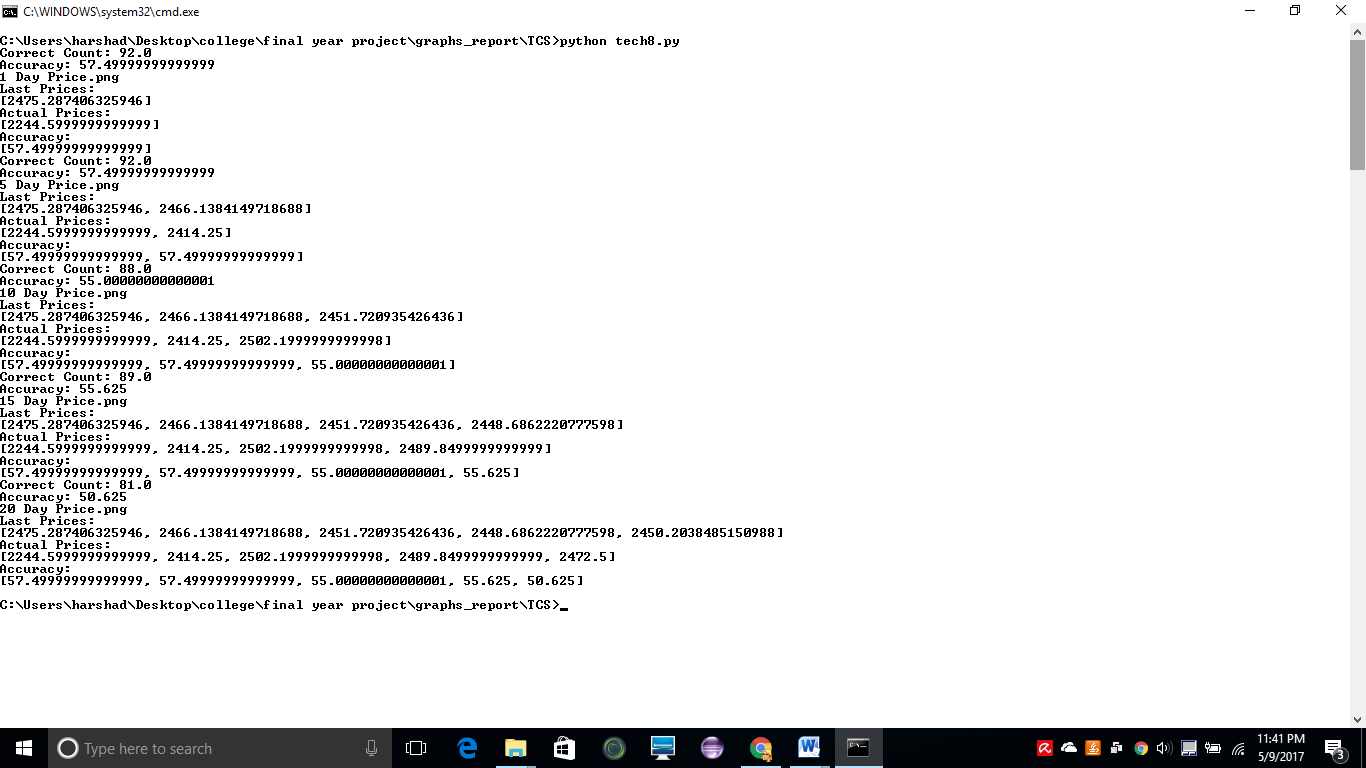 C:\WINDOWS\system32\cmd.exe
C:\Users\harshad\Desktop\college\final year project\graphs_report\TCS>python tech8.py
Correct Count: 92.0
Accuracy: 57.49999999999999
1 Day Price.png
Last Prices:
[2475.287406325946]
Actual Prices:
[2244.5999999999999]
Accuracy:
[57.49999999999999]
Correct Count: 92.0
Accuracy: 57.49999999999999
5 Day Price.png
Last Prices:
[2475.287406325946, 2466.1384149718688]
Actual Prices:
[2244.5999999999999, 2414.25]
Accuracy:
[57.49999999999999, 57.49999999999999]
Correct Count: 88.0
Accuracy: 55.00000000000001
10 Day Price.png
Last Prices:
[2475.287406325946, 2466.1384149718688, 2451.720935426436]
Actual Prices:
[2244.5999999999999, 2414.25, 2502.1999999999998]
Accuracy:
[57.49999999999999, 57.49999999999999, 55.00000000000001]
Correct Count: 89.0
Accuracy: 55.625
15 Day Price.png
Last Prices:
[2475.287406325946, 2466.1384149718688, 2451.720935426436, 2448.6862220777598]
Actual Prices:
[2244.5999999999999, 2414.25, 2502.1999999999998, 2489.8499999999999]
Accuracy:
[57.49999999999999, 57.49999999999999, 55.00000000000001, 55.625]
Correct Count: 81.0
Accuracy: 50.625
20 Day Price.png
Last Prices:
[2475.287406325946, 2466.1384149718688, 2451.720935426436, 2448.6862220777598, 2450.2038485150988]
Actual Prices:
[2244.5999999999999, 2414.25, 2502.1999999999998, 2489.8499999999999, 2472.5]
Accuracy:
[57.49999999999999, 57.49999999999999, 55.00000000000001, 55.625, 50.625]
C:\Users\harshad\Desktop\college\final year project\graphs_report\TCS>_
Type here to search
11:41 PM
5/9/2017
3